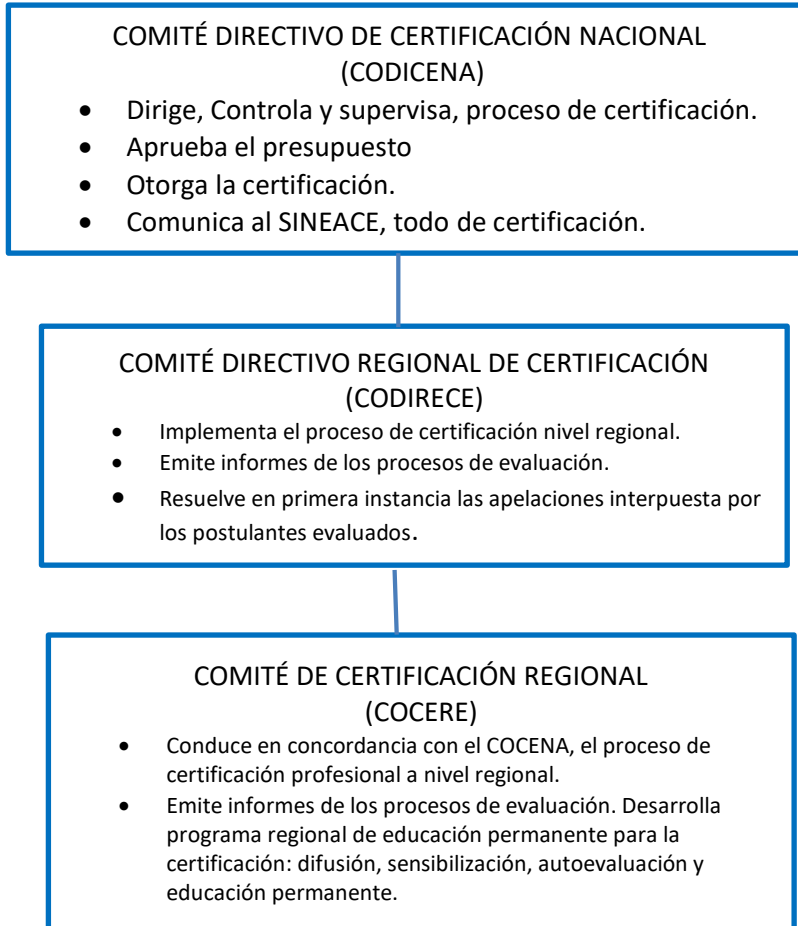 COMITÉ DIRECTIVO DE CERTIFICACIÓN NACIONAL
(CODICENA)
• Dirige, Controla y supervisa, proceso de certificación.
• Aprueba el presupuesto
• Otorga la certificación.
• Comunica al SINEACE, todo de certificación.
COMITÉ DIRECTIVO REGIONAL DE CERTIFICACIÓN
(CODIRECE)
• Implementa el proceso de certificación nivel regional.
• Emite informes de los procesos de evaluación.
• Resuelve en primera instancia las apelaciones interpuesta por
los postulantes evaluados.
COMITÉ DE CERTIFICACIÓN REGIONAL
(COCERE)
• Conduce en concordancia con el COCENA, el proceso de
certificación profesional a nivel regional.
• Emite informes de los procesos de evaluación. Desarrolla
programa regional de educación permanente para la
certificación: difusión, sensibilización, autoevaluación y
educación permanente.